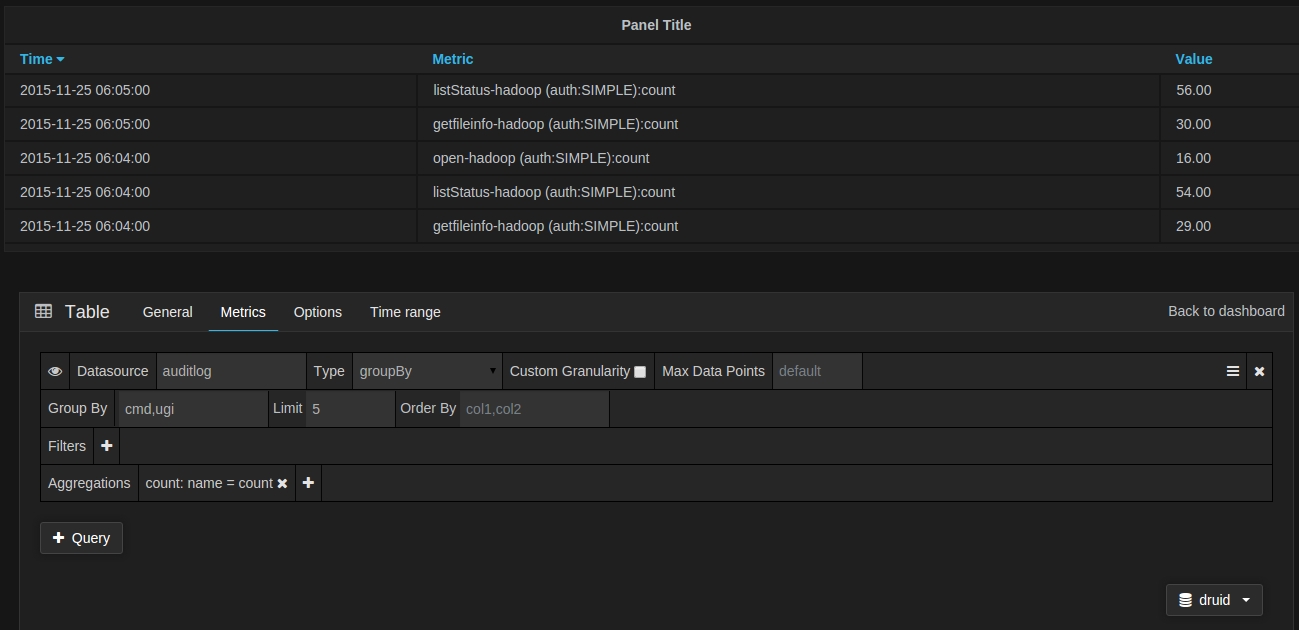 Panel Title
Time Metric Value
2015-11-25 06:05:00 listStatus-hadoop (auth:SIMPLE):count 56.00
2015-11-25 06:05:00 getfileinfo-hadoop (auth:SIMPLE):count 30.00
2015-11-25 06:04:00 open-hadoop (auth:SIMPLE):count 16.00
2015-11-25 06:04:00 listStatus-hadoop (auth:SIMPLE):count 54.00
2015-11-25 06:04:00 getfileinfo-hadoop (auth:SIMPLE):count 29.00
Table General Metrics Options Time range Back to dashboard
Datasource auditlog Type groupBy Custom Granularity Max Data Points default
Group By cmd,ugi Limit 5 Order By col1,col2
Filters
Aggregations count: name = count
Query
druid